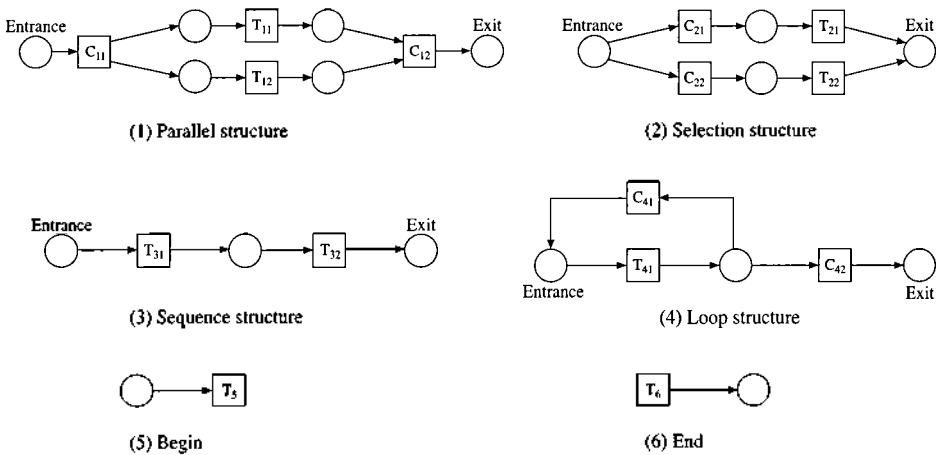 Entrance
C11
T11
T12
C12
Exit
(1) Parallel structure
Entrance
C21
T21
C22
T22
Exit
(2) Selection structure
Entrance
T31
T32
Exit
(3) Sequence structure
C41
Entrance
T41
C42
Exit
(4) Loop structure
T5
(5) Begin
T6
(6) End